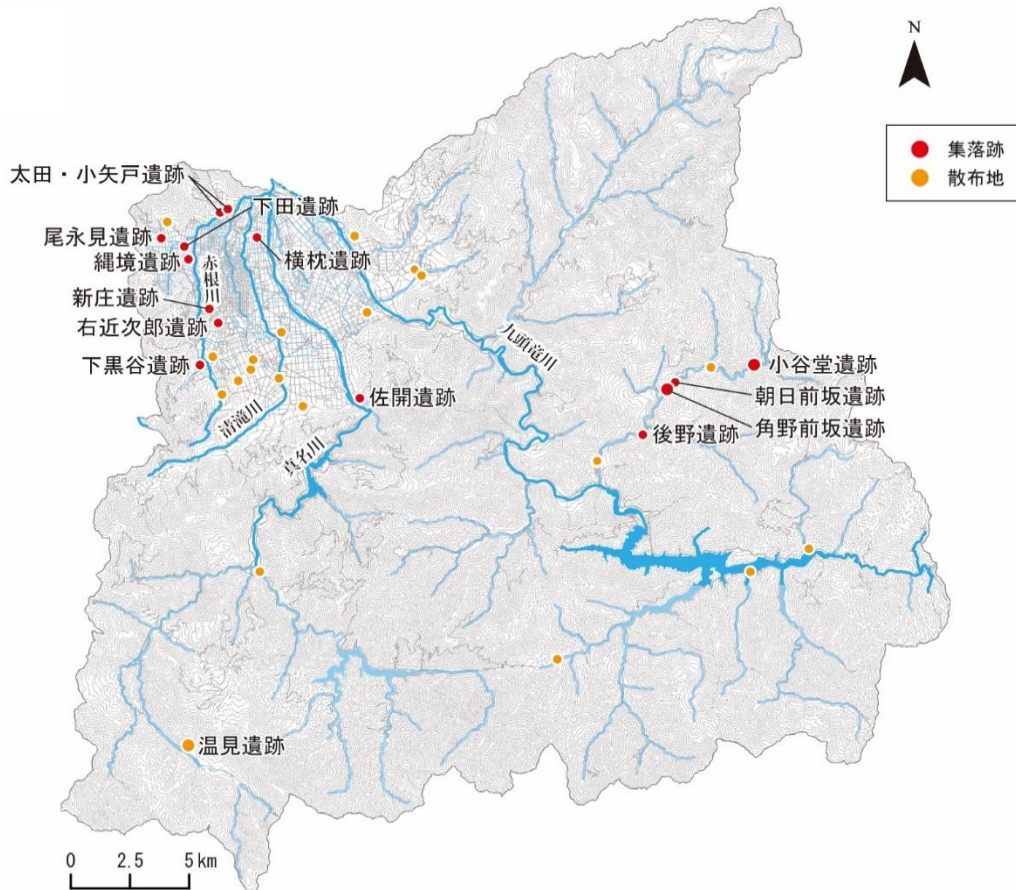 N
集落跡
散布地
太田・小矢戸遺跡
下田遺跡
尾永見遺跡
縄境遺跡
横枕遺跡
赤根川
新庄遺跡
右近次郎遺跡
九頭竜川
下黒谷遺跡
小谷堂遺跡
朝日前坂遺跡
佐開遺跡
角野前坂遺跡
清滝川
後野遺跡
真名川
温見遺跡
0 2.5 5km